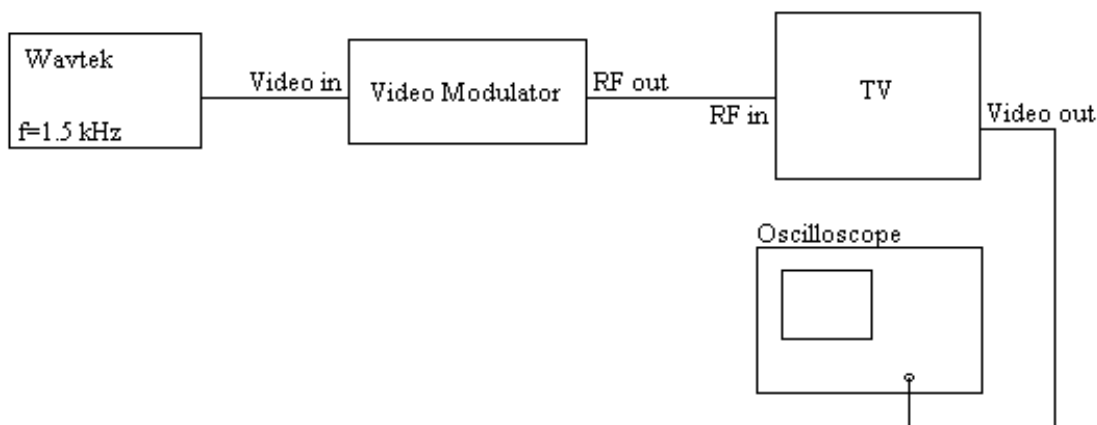 Wavtek
f=1.5 kHz
Video in
Video Modulator
RF out
RF in
TV
Video out
Oscilloscope